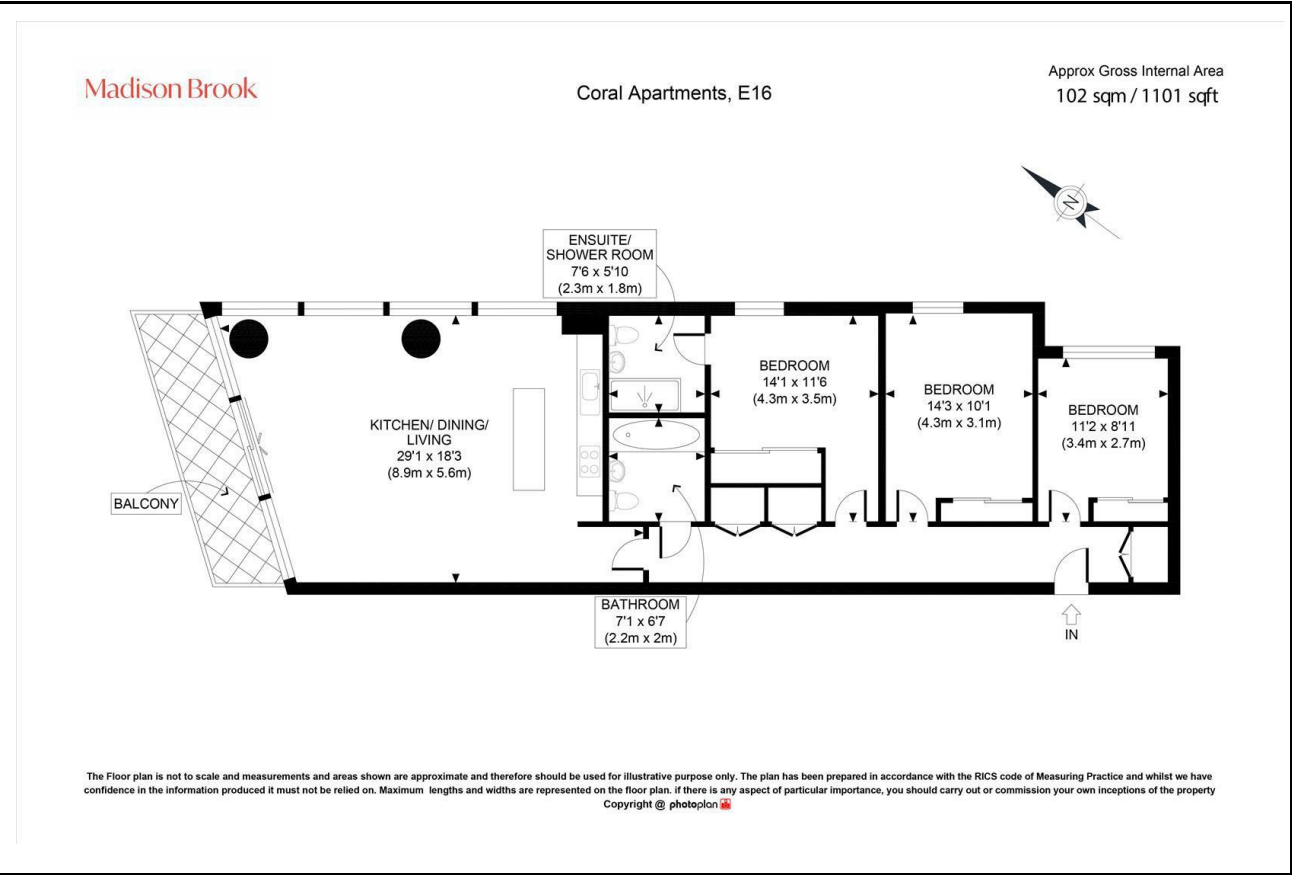 Madison Brook
Coral Apartments, E16
Approx Gross Internal Area
102 sqm / 1101 sqft
N
ENSUITE/
SHOWER ROOM
7'6 x 5'10
(2.3m x 1.8m)
KITCHEN/ DINING/
LIVING
29'1 x 18'3
(8.9m x 5.6m)
BEDROOM
14'1 x 11'6
(4.3m x 3.5m)
BEDROOM
14'3 x 10'1
(4.3m x 3.1m)
BEDROOM
11'2 x 8'11
(3.4m x 2.7m)
BALCONY
BATHROOM
7'1 x 6'7
(2.2m x 2m)
IN
The Floor plan is not to scale and measurements and areas shown are approximate and therefore should be used for illustrative purpose only. The plan has been prepared in accordance with the RICS code of Measuring Practice and whilst we have
confidence in the information produced it must not be relied on. Maximum lengths and widths are represented on the floor plan. if there is any aspect of particular importance, you should carry out or commission your own inceptions of the property
Copyright @ photoplan